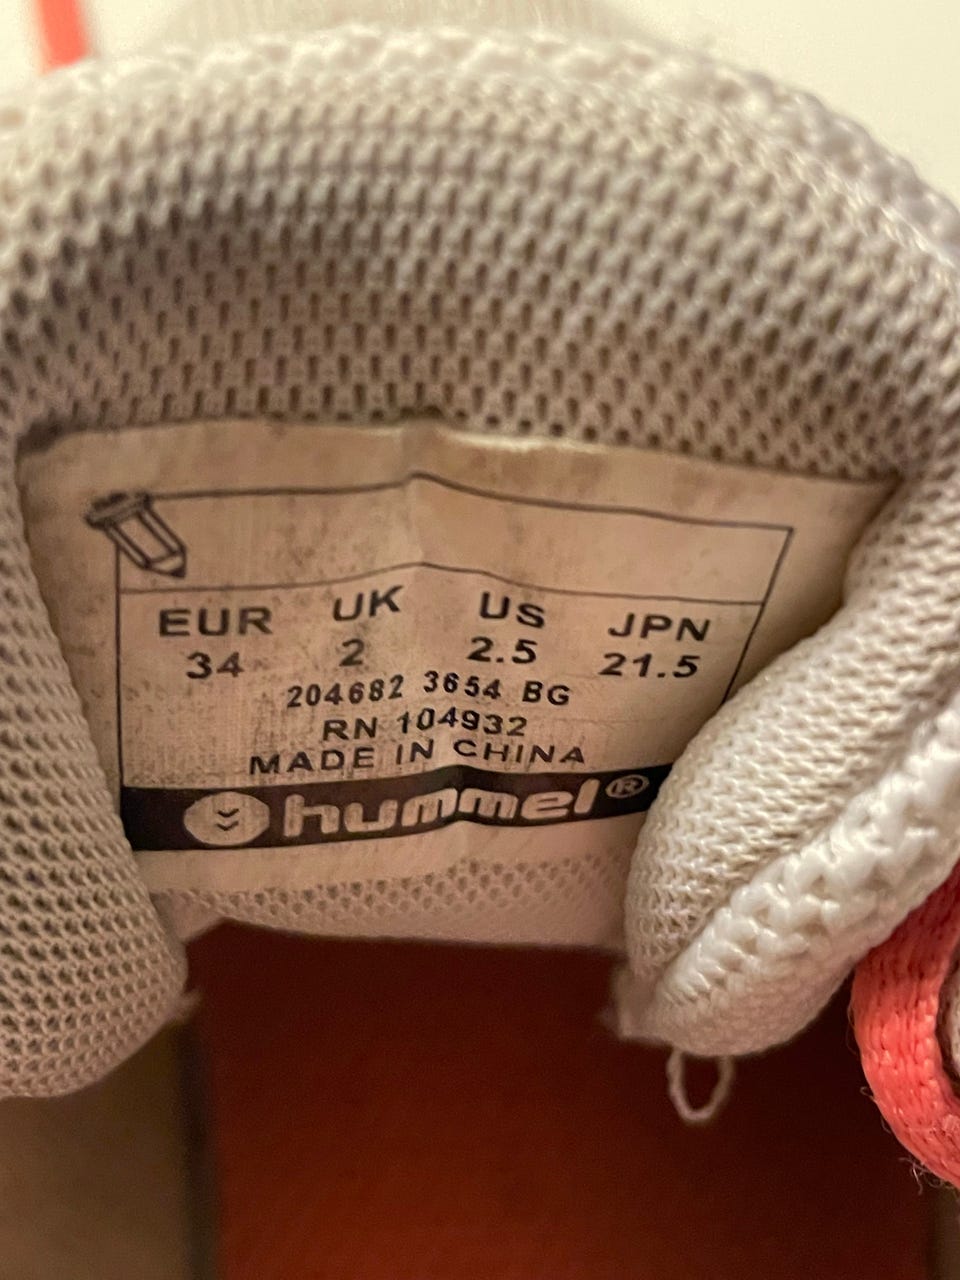 EUR UK US JPN
34 2 2.5 21.5
204682 3654 BG
RN 104932
MADE IN CHINA
hummel®